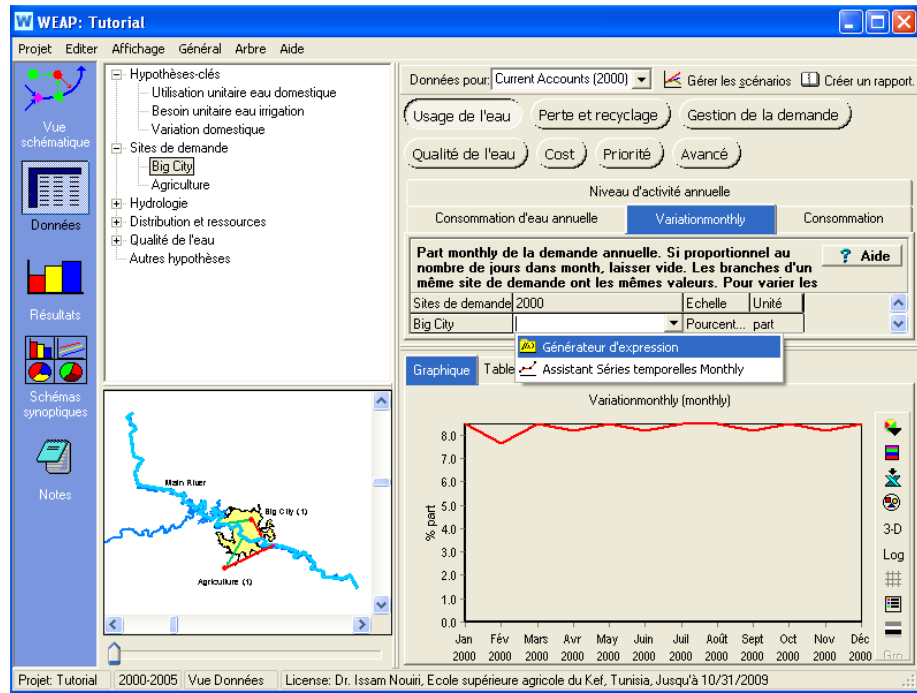 WEAP: Tutorial
Projet Editer Affichage Général Arbre Aide
Vue schématique
Données
Résultats
Schémas synoptiques
Notes
Hypothèses-clés
Utilisation unitaire eau domestique
Besoin unitaire eau irrigation
Variation domestique
Sites de demande
Big City
Agriculture
Hydrologie
Distribution et ressources
Qualité de l'eau
Autres hypothèses
Main River
Big City (1)
Agriculture (1)
Données pour: Current Accounts (2000) Gérer les scénarios Créer un rapport.
Usage de l'eau Perte et recyclage Gestion de la demande
Qualité de l'eau Cost Priorité Avancé
Niveau d'activité annuelle
Consommation d'eau annuelle Variationmonthly Consommation
Part monthly de la demande annuelle. Si proportionnel au
nombre de jours dans month, laisser vide. Les branches d'un
même site de demande ont les mêmes valeurs. Pour varier les
? Aide
Sites de demande 2000 Echelle Unité
Big City Pourcent... part
Générateur d'expression
Assistant Séries temporelles Monthly
Graphique Table
Variationmonthly (monthly)
% part
8.0
7.0
6.0
5.0
4.0
3.0
2.0
1.0
0.0
Jan Fév Mars Avr May Juin Juil Août Sept Oct Nov Déc
2000 2000 2000 2000 2000 2000 2000 2000 2000 2000 2000 2000
3-D
Log
Grn
Projet: Tutorial 2000-2005 Vue Données License: Dr. Issam Nouiri, Ecole supérieure agricole du Kef, Tunisia, Jusqu'à 10/31/2009